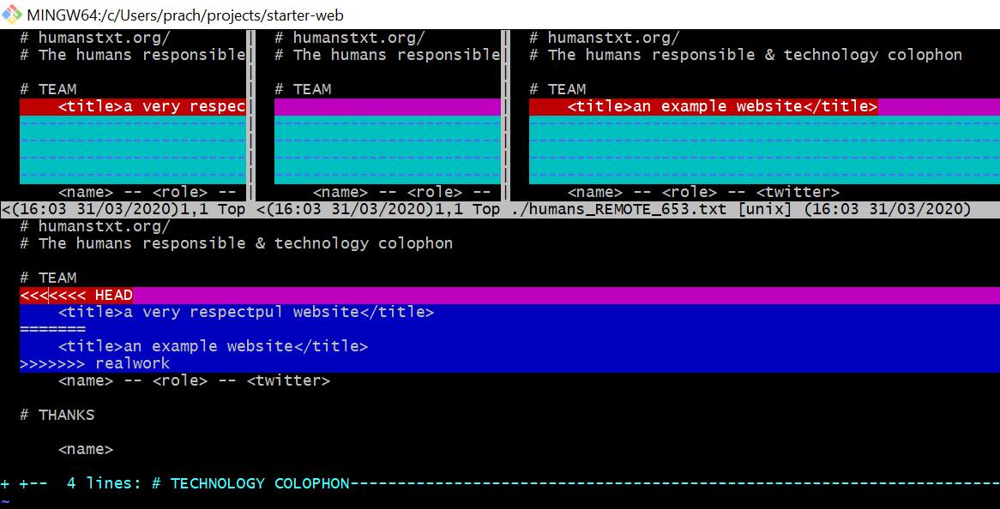 MINGW64:/c/Users/prach/projects/starter-web
# humanstxt.org/
# The humans responsible
# TEAM
<title>a very respec
<name> -- <role> --
<(16:03 31/03/2020)1,1 Top
# humanstxt.org/
# The humans responsible
# TEAM
<name> -- <role> --
<(16:03 31/03/2020)1,1 Top
# humanstxt.org/
# The humans responsible & technology colophon
# TEAM
<title>an example website</title>
<name> -- <role> -- <twitter>
./humans_REMOTE_653.txt [unix] (16:03 31/03/2020)
# humanstxt.org/
# The humans responsible & technology colophon
# TEAM
<<<<<<< HEAD
<title>a very respectpul website</title>
=======
<title>an example website</title>
>>>>>>> realwork
<name> -- <role> -- <twitter>
# THANKS
<name>
+ +-- 4 lines: # TECHNOLOGY COLOPHON---------------------------------------------------------------------
~